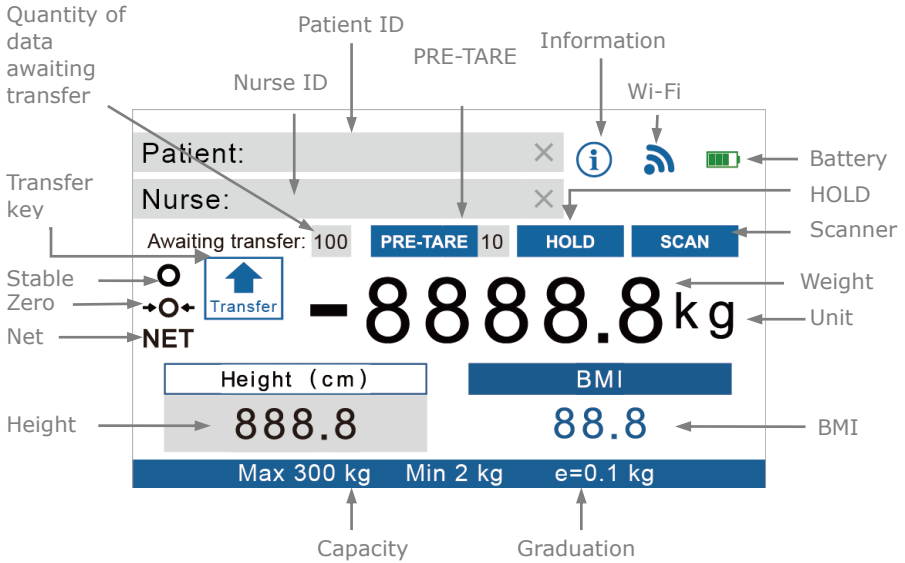 Quantity of
data
awaiting
transfer
Patient ID
Information
PRE-TARE
Nurse ID
Wi-Fi
Patient: ×
i
Battery
Transfer
key
Nurse: ×
HOLD
Awaiting transfer: 100
PRE-TARE 10
HOLD
SCAN
Scanner
Stable
Zero
Net
Transfer
NET
-8888.8kg
Weight
Unit
Height (cm)
BMI
Height
888.8
88.8
BMI
Max 300 kg Min 2 kg e=0.1 kg
Capacity
Graduation